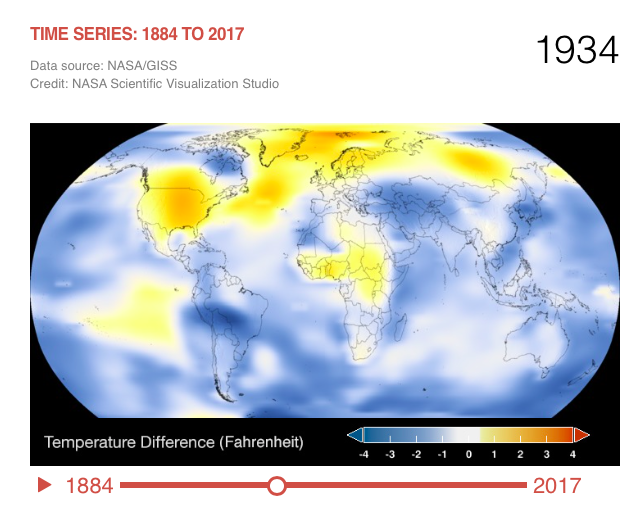 TIME SERIES: 1884 TO 2017
1934
Data source: NASA/GISS
Credit: NASA Scientific Visualization Studio
Temperature Difference (Fahrenheit)
-4 -3 -2 -1 0 1 2 3 4
1884 2017